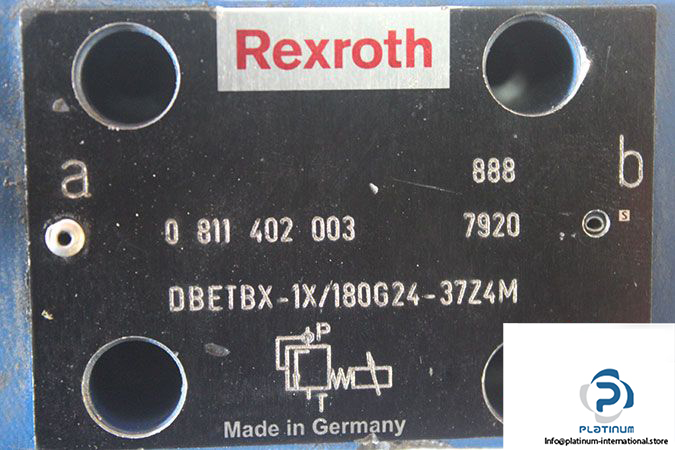 Rexroth
a
888
b
0 811 402 003
7920
S
DBETBX-1X/180G24-37Z4M
P
T
Made in Germany
PLATINUM
Info@platinum-international.store